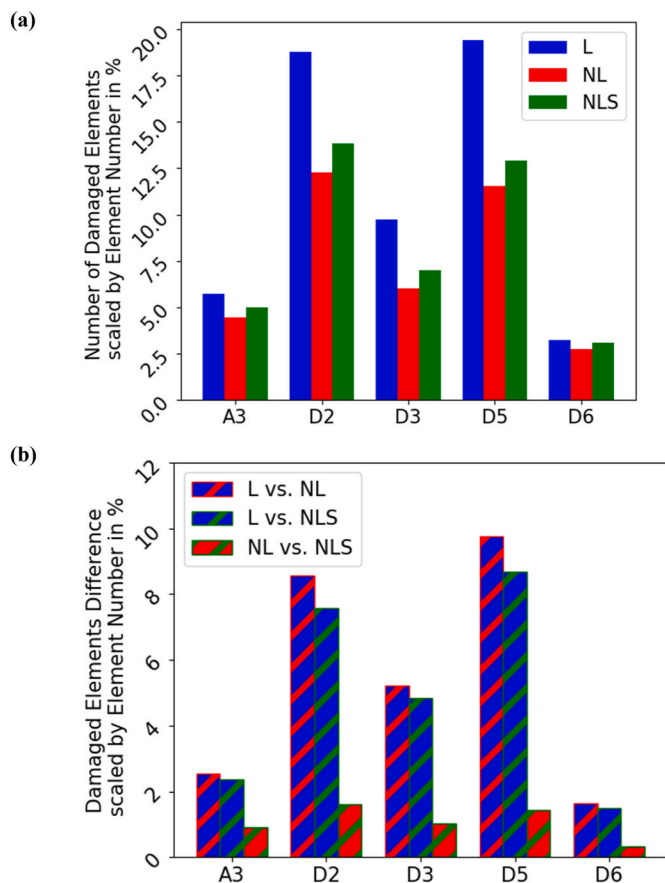 (a)
Number of Damaged Elements
scaled by Element Number in %
20.0
17.5
15.0
12.5
10.0
7.5
5.0
2.5
0.0
L
NL
NLS
A3 D2 D3 D5 D6
(b)
Damaged Elements Difference
scaled by Element Number in %
12
10
8
6
4
2
0
L vs. NL
L vs. NLS
NL vs. NLS
A3 D2 D3 D5 D6